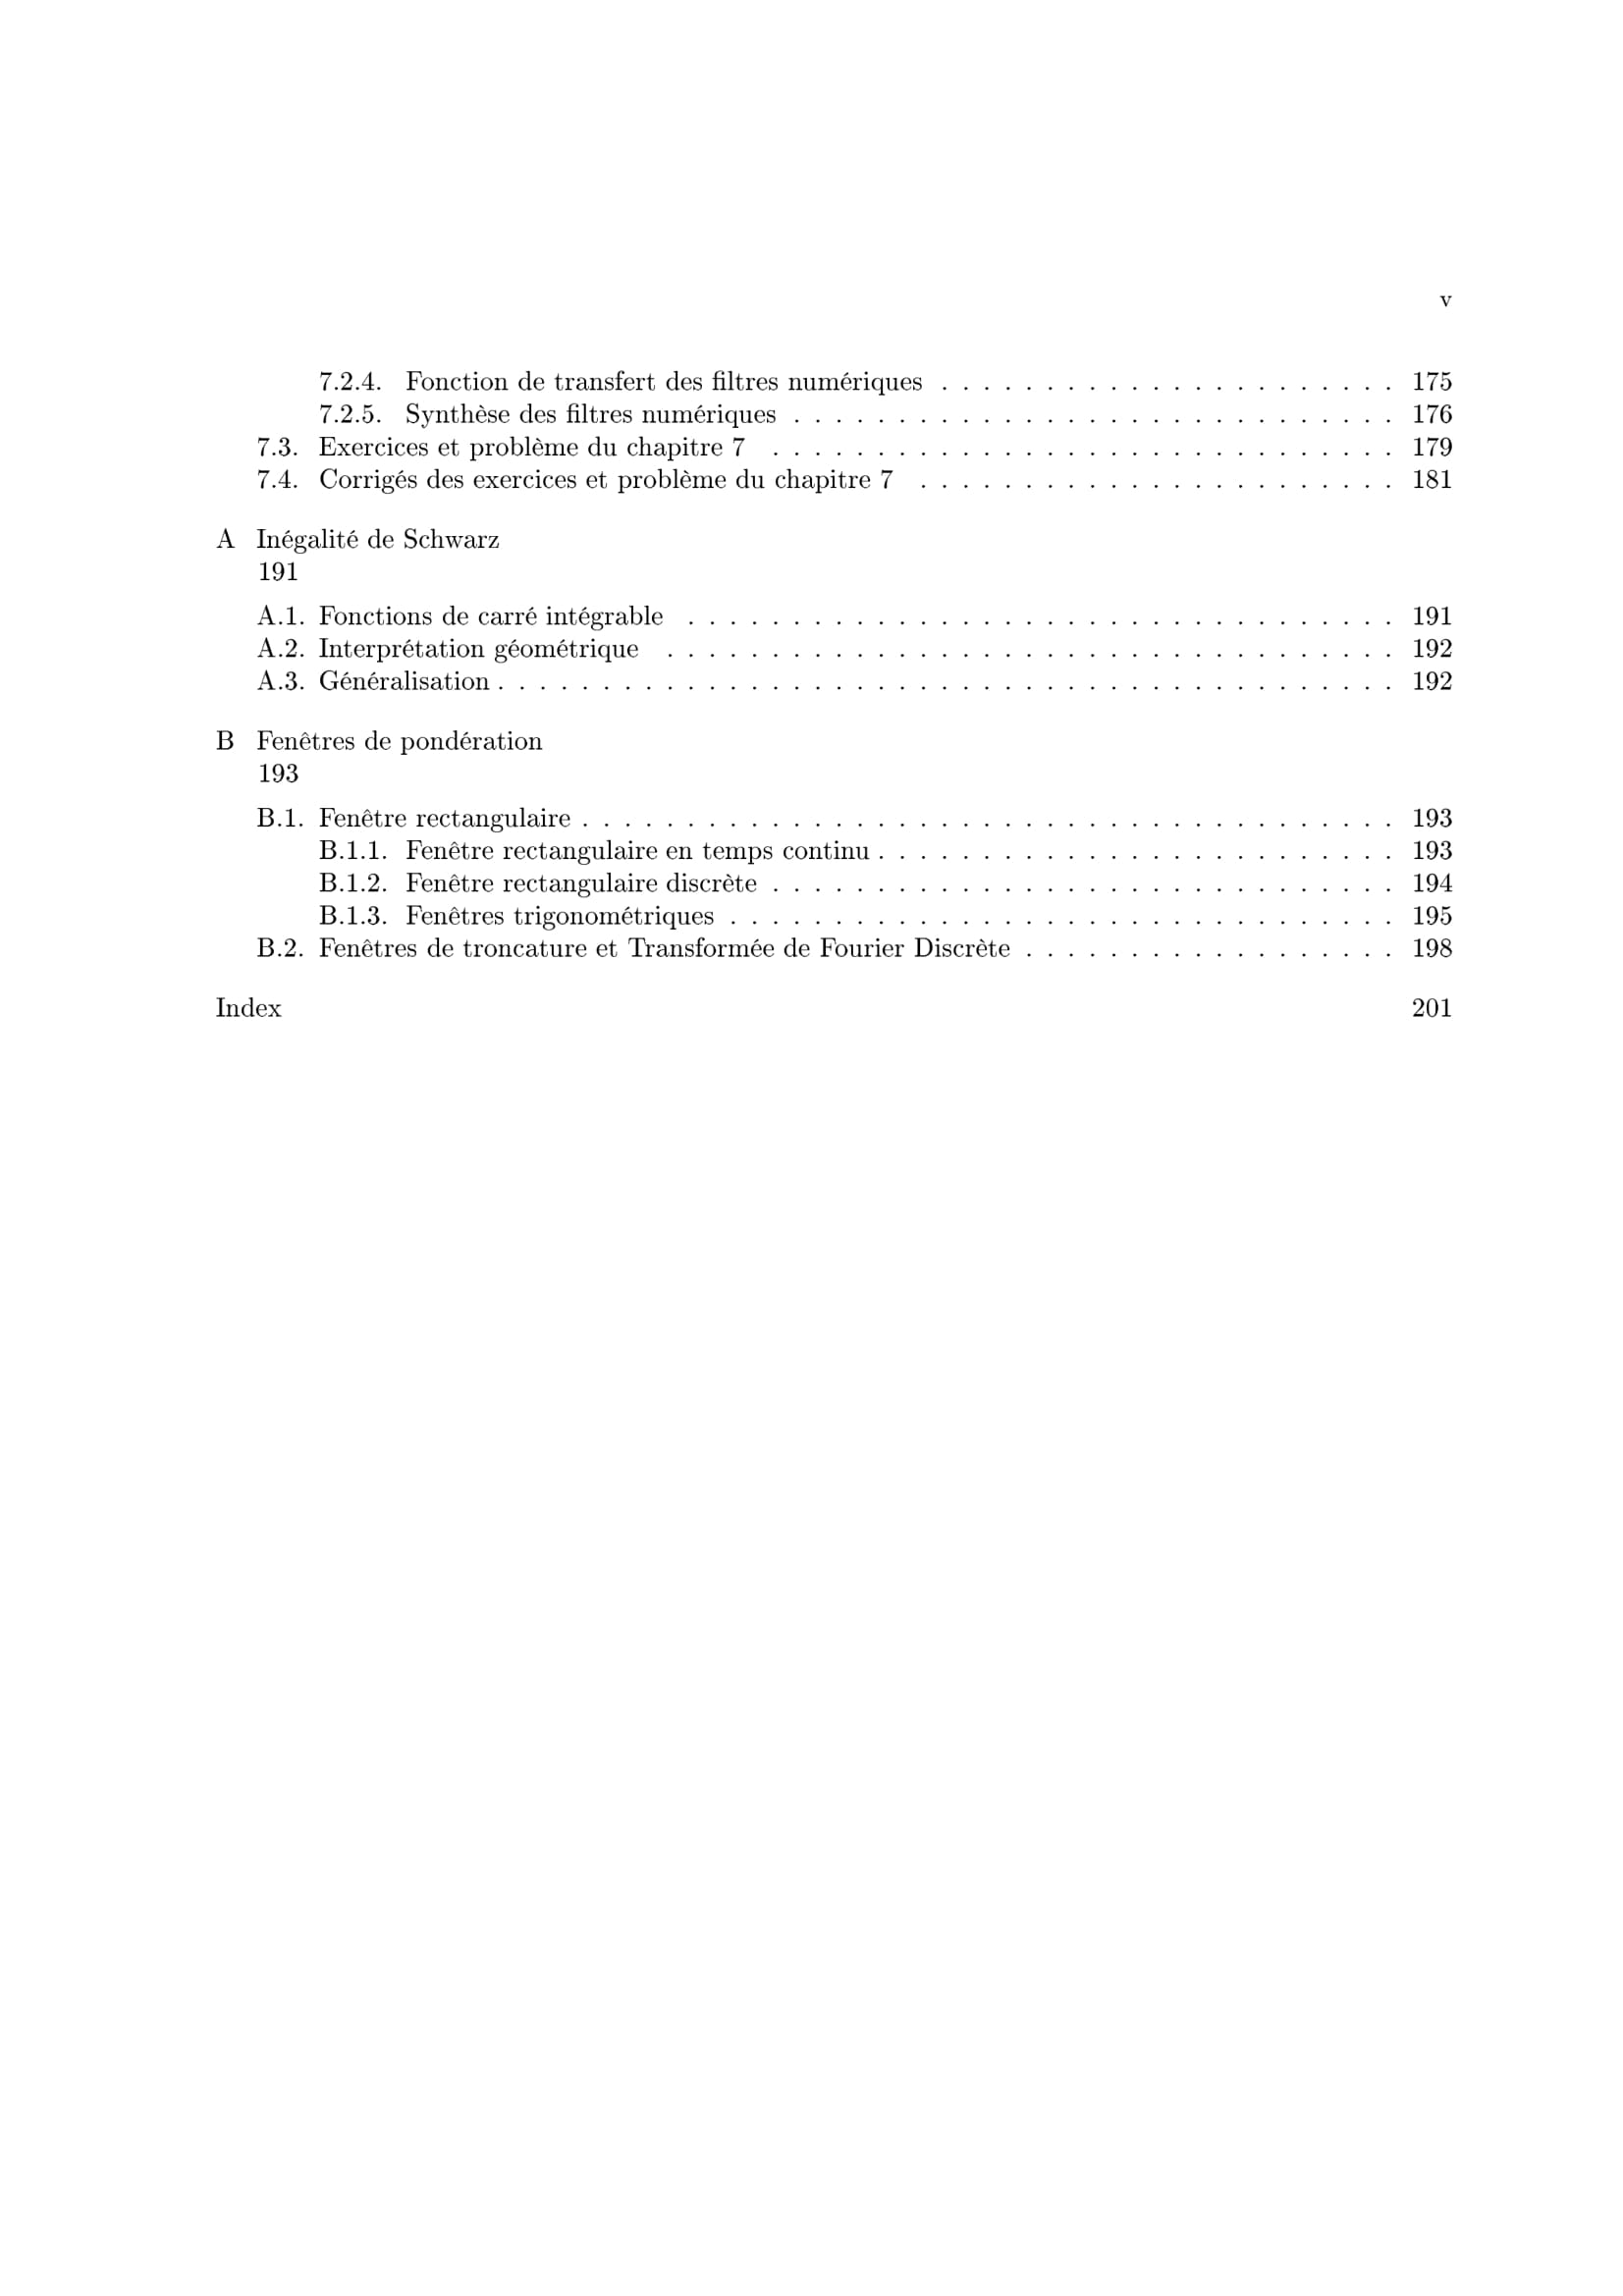 v
7.2.4. Fonction de transfert des filtres numériques . . . . . . . . . . . . . . . . . . . . . . 175
7.2.5. Synthèse des filtres numériques . . . . . . . . . . . . . . . . . . . . . . . . . . . . . 176
7.3. Exercices et problème du chapitre 7 . . . . . . . . . . . . . . . . . . . . . . . . . . . . . . 179
7.4. Corrigés des exercices et problème du chapitre 7 . . . . . . . . . . . . . . . . . . . . . . . 181
A Inégalité de Schwarz
191
A.1. Fonctions de carré intégrable . . . . . . . . . . . . . . . . . . . . . . . . . . . . . . . . . . 191
A.2. Interprétation géométrique . . . . . . . . . . . . . . . . . . . . . . . . . . . . . . . . . . . 192
A.3. Généralisation . . . . . . . . . . . . . . . . . . . . . . . . . . . . . . . . . . . . . . . . . . . 192
B Fenêtres de pondération
193
B.1. Fenêtre rectangulaire . . . . . . . . . . . . . . . . . . . . . . . . . . . . . . . . . . . . . . . 193
B.1.1. Fenêtre rectangulaire en temps continu . . . . . . . . . . . . . . . . . . . . . . . . . 193
B.1.2. Fenêtre rectangulaire discrète . . . . . . . . . . . . . . . . . . . . . . . . . . . . . . 194
B.1.3. Fenêtres trigonométriques . . . . . . . . . . . . . . . . . . . . . . . . . . . . . . . . 195
B.2. Fenêtres de troncature et Transformée de Fourier Discrète . . . . . . . . . . . . . . . . . . 198
Index 201